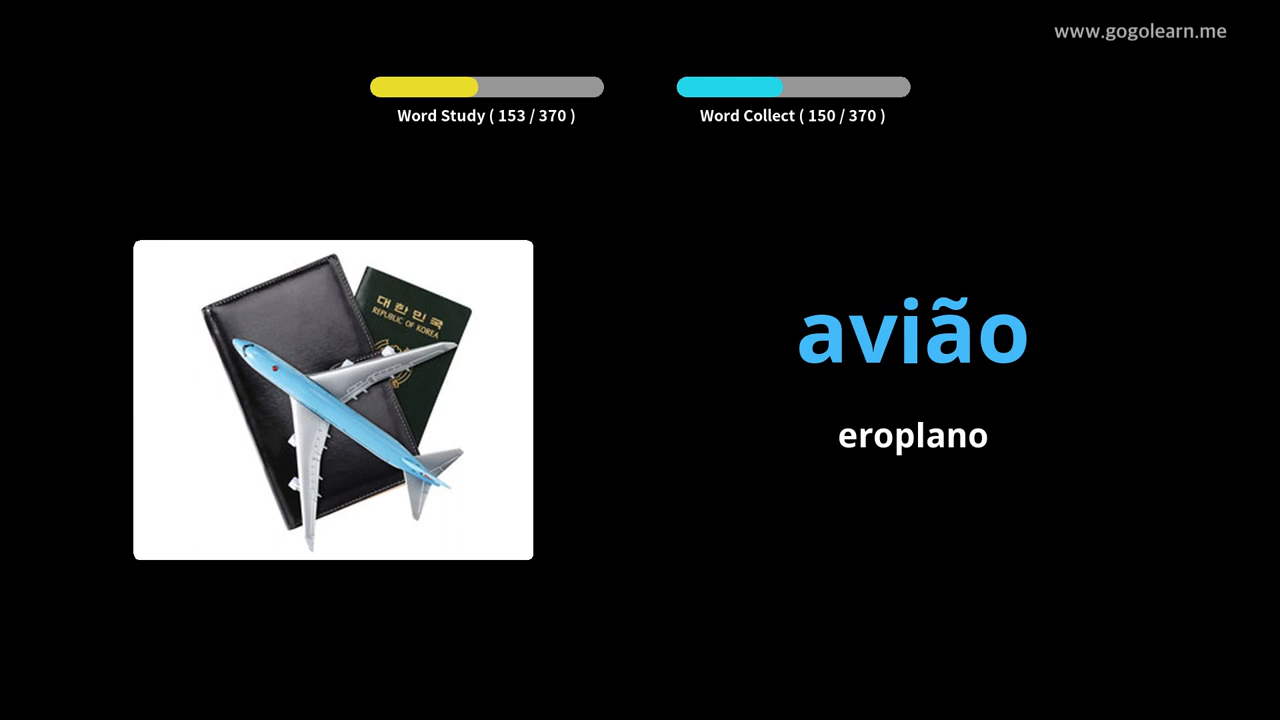 www.gogolearn.me
Word Study ( 153 / 370 )
Word Collect ( 150 / 370 )
대한민국
REPUBLIC OF KOREA
avião
eroplano